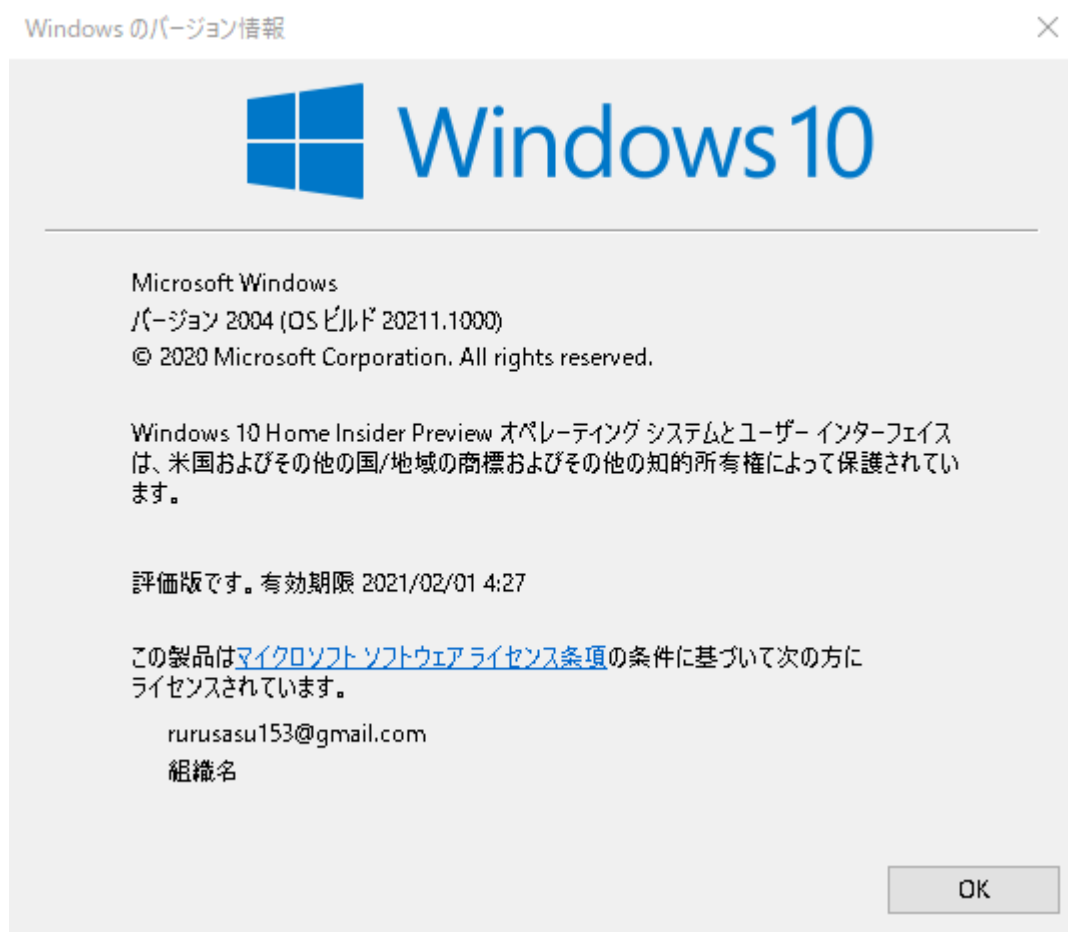 Windows のバージョン情報
Windows 10
Microsoft Windows
バージョン 2004 (OS ビルド 20211.1000)
© 2020 Microsoft Corporation. All rights reserved.
Windows 10 Home Insider Preview オペレーティング システムとユーザー インターフェイス
は、米国およびその他の国/地域の商標およびその他の知的所有権によって保護されてい
ます。
評価版です。有効期限 2021/02/01 4:27
この製品はマイクロソフト ソフトウェア ライセンス条項の条件に基づいて次の方に
ライセンスされています。
rurusasu153@gmail.com
組織名
OK